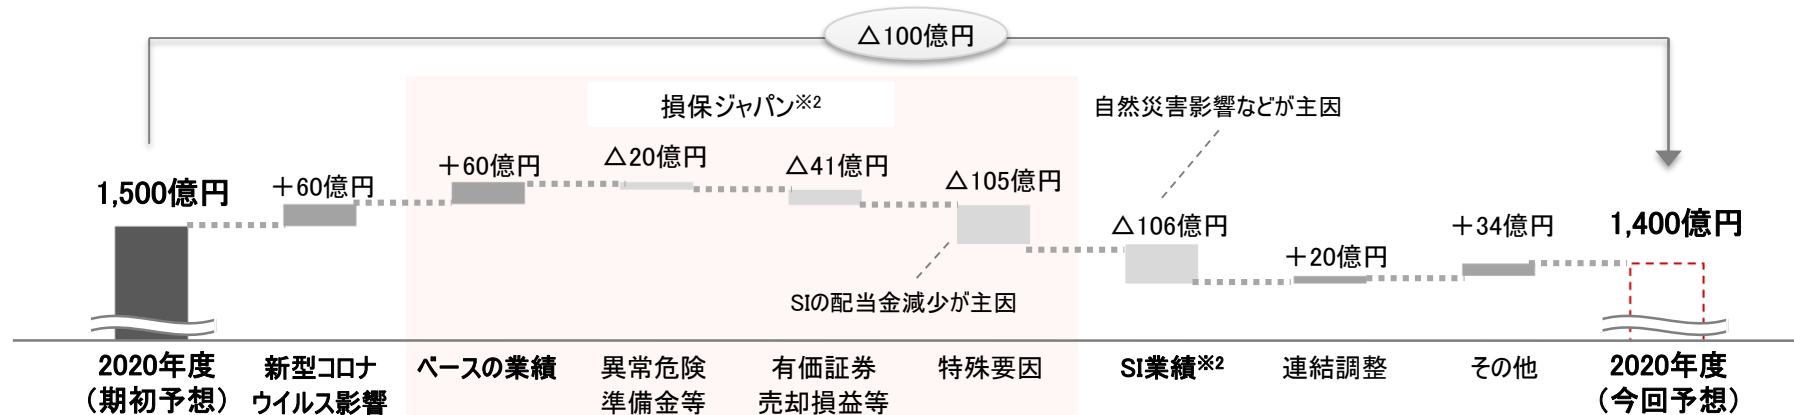 △100億円
損保ジャパン※2
自然災害影響などが主因
1,500億円
＋60億円
＋60億円
△20億円
△41億円
△105億円
△106億円
＋20億円
＋34億円
1,400億円
SIの配当金減少が主因
2020年度
（期初予想）
新型コロナ
ウイルス影響
ベースの業績
異常危険
準備金等
有価証券
売却損益等
特殊要因
SI業績※2
連結調整
その他
2020年度
（今回予想）